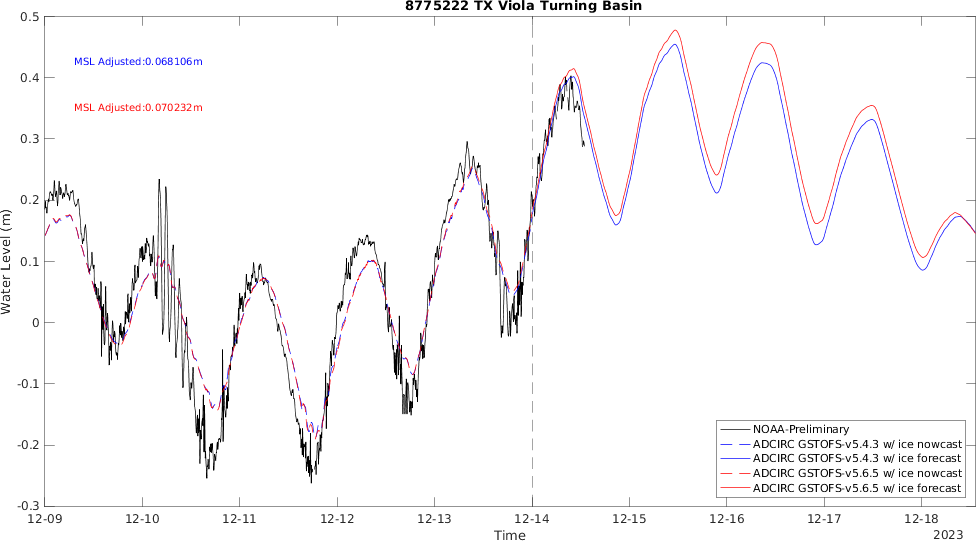 8775222 TX Viola Turning Basin
0.5
0.4
0.3
0.2
0.1
0
-0.1
-0.2
-0.3
Water Level (m)
MSL Adjusted:0.068106m
MSL Adjusted:0.070232m
NOAA-Preliminary
ADCIRC GSTOFS-v5.4.3 w/ ice nowcast
ADCIRC GSTOFS-v5.4.3 w/ ice forecast
ADCIRC GSTOFS-v5.6.5 w/ ice nowcast
ADCIRC GSTOFS-v5.6.5 w/ ice forecast
12-09 12-10 12-11 12-12 12-13 12-14 12-15 12-16 12-17 12-18
Time
2023